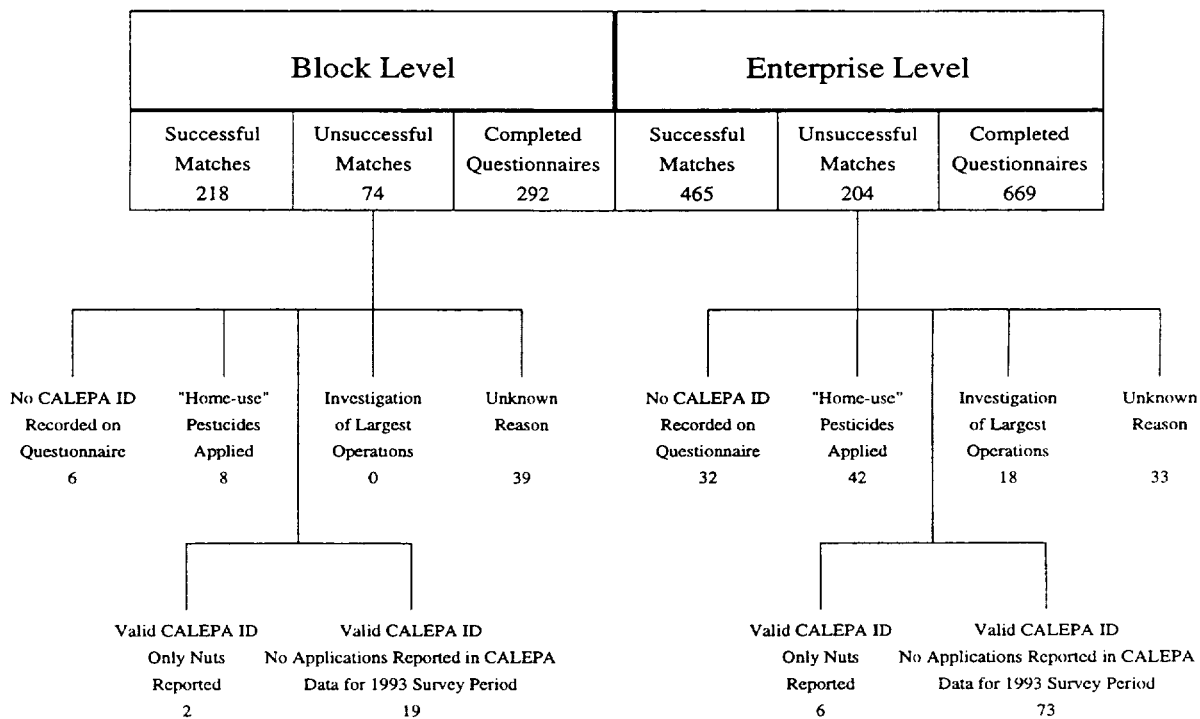 Block Level
Enterprise Level
Successful
Matches
218
Unsuccessful
Matches
74
Completed
Questionnaires
292
Successful
Matches
465
Unsuccessful
Matches
204
Completed
Questionnaires
669
No CALEPA ID
Recorded on
Questionnaire
6
"Home-use"
Pesticides
Applied
8
Investigation
of Largest
Operations
0
Unknown
Reason
39
No CALEPA ID
Recorded on
Questionnaire
32
"Home-use"
Pesticides
Applied
42
Investigation
of Largest
Operations
18
Unknown
Reason
33
Valid CALEPA ID
Only Nuts
Reported
2
Valid CALEPA ID
No Applications Reported in CALEPA
Data for 1993 Survey Period
19
Valid CALEPA ID
Only Nuts
Reported
6
Valid CALEPA ID
No Applications Reported in CALEPA
Data for 1993 Survey Period
73